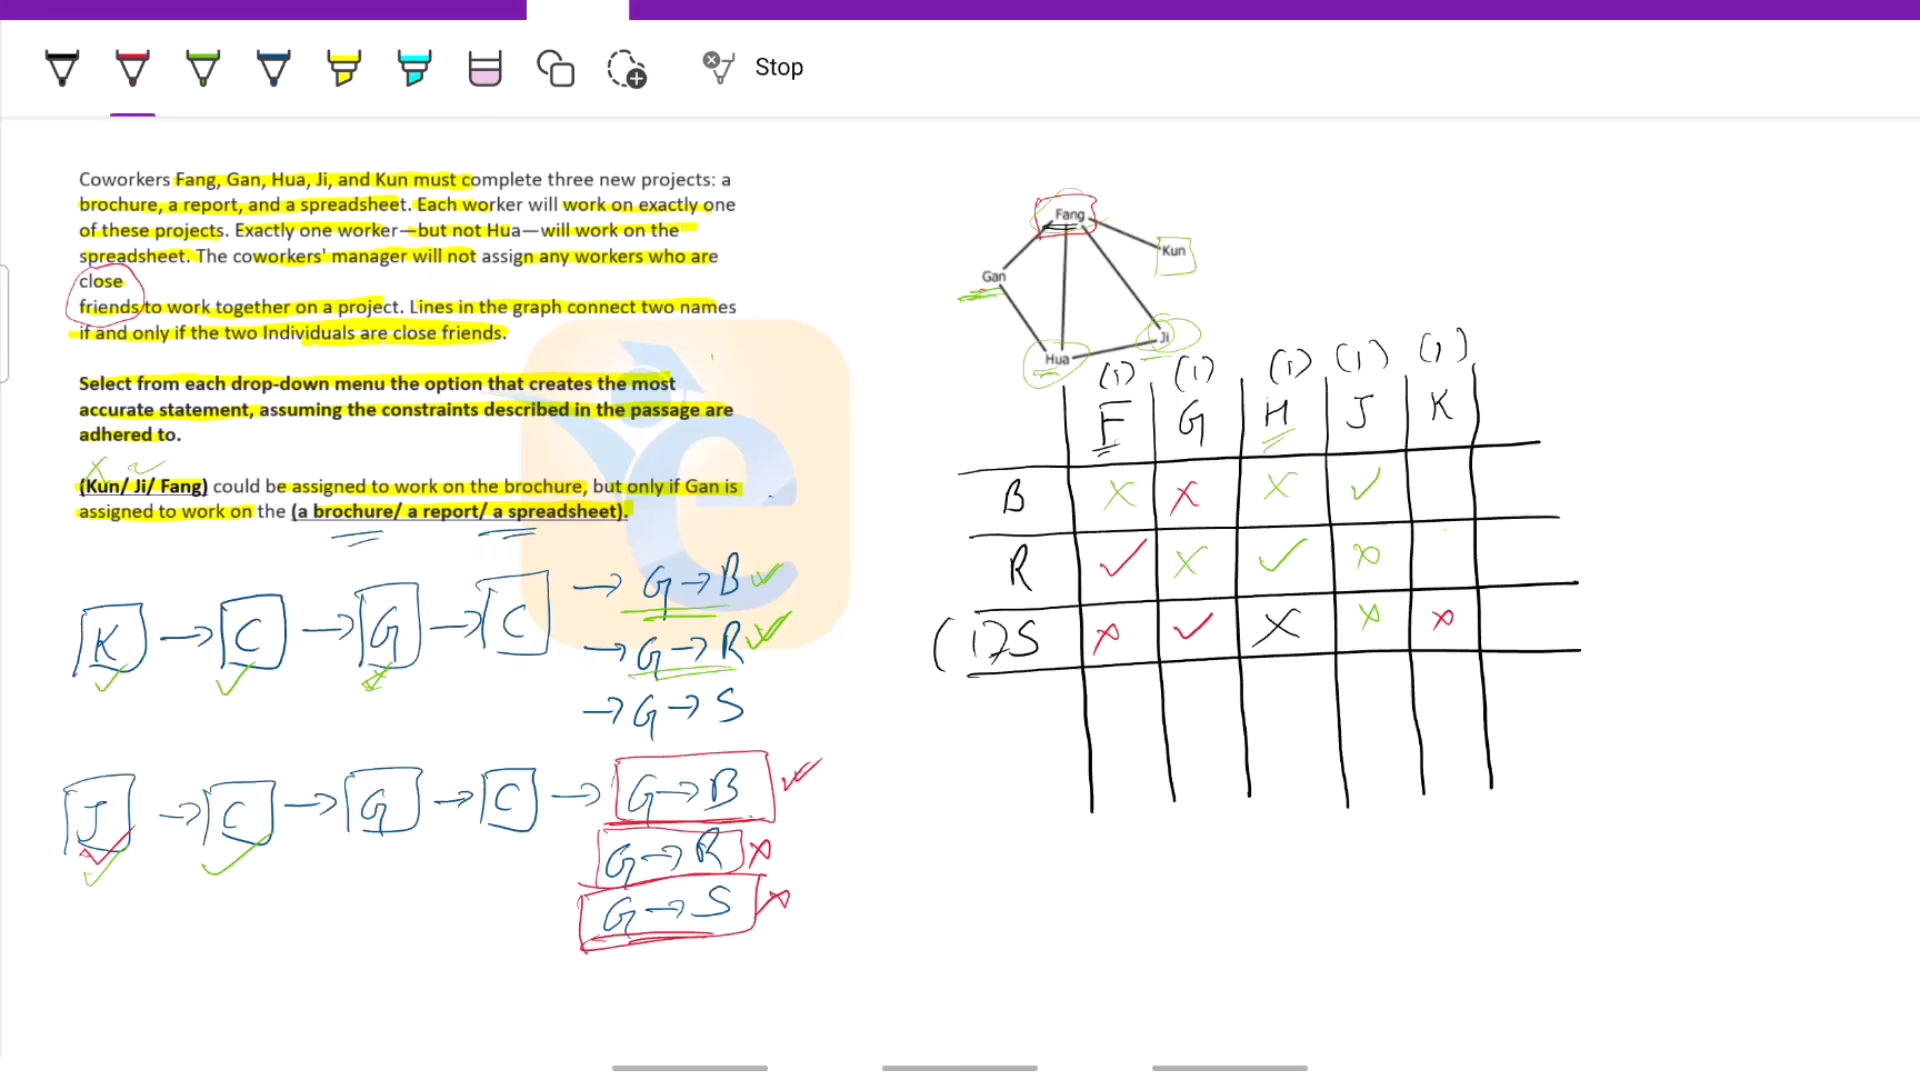 Stop
Coworkers Fang, Gan, Hua, Ji, and Kun must complete three new projects: a
brochure, a report, and a spreadsheet. Each worker will work on exactly one
of these projects. Exactly one worker—but not Hua—will work on the
spreadsheet. The coworkers' manager will not assign any workers who are
close
friends to work together on a project. Lines in the graph connect two names
if and only if the two Individuals are close friends.
Select from each drop-down menu the option that creates the most
accurate statement, assuming the constraints described in the passage are
adhered to.
(Kun/ Ji/ Fang) could be assigned to work on the brochure, but only if Gan is
assigned to work on the (a brochure/ a report/ a spreadsheet).
K → C → G → C → G → B
→ G → R
→ G → S
J → C → G → C → G → B
G → R
G → S
Fang
Kun
Gan
Ji
Hua
(1) (1) (1) (1) (1)
F G H J K
B
R
(1) S